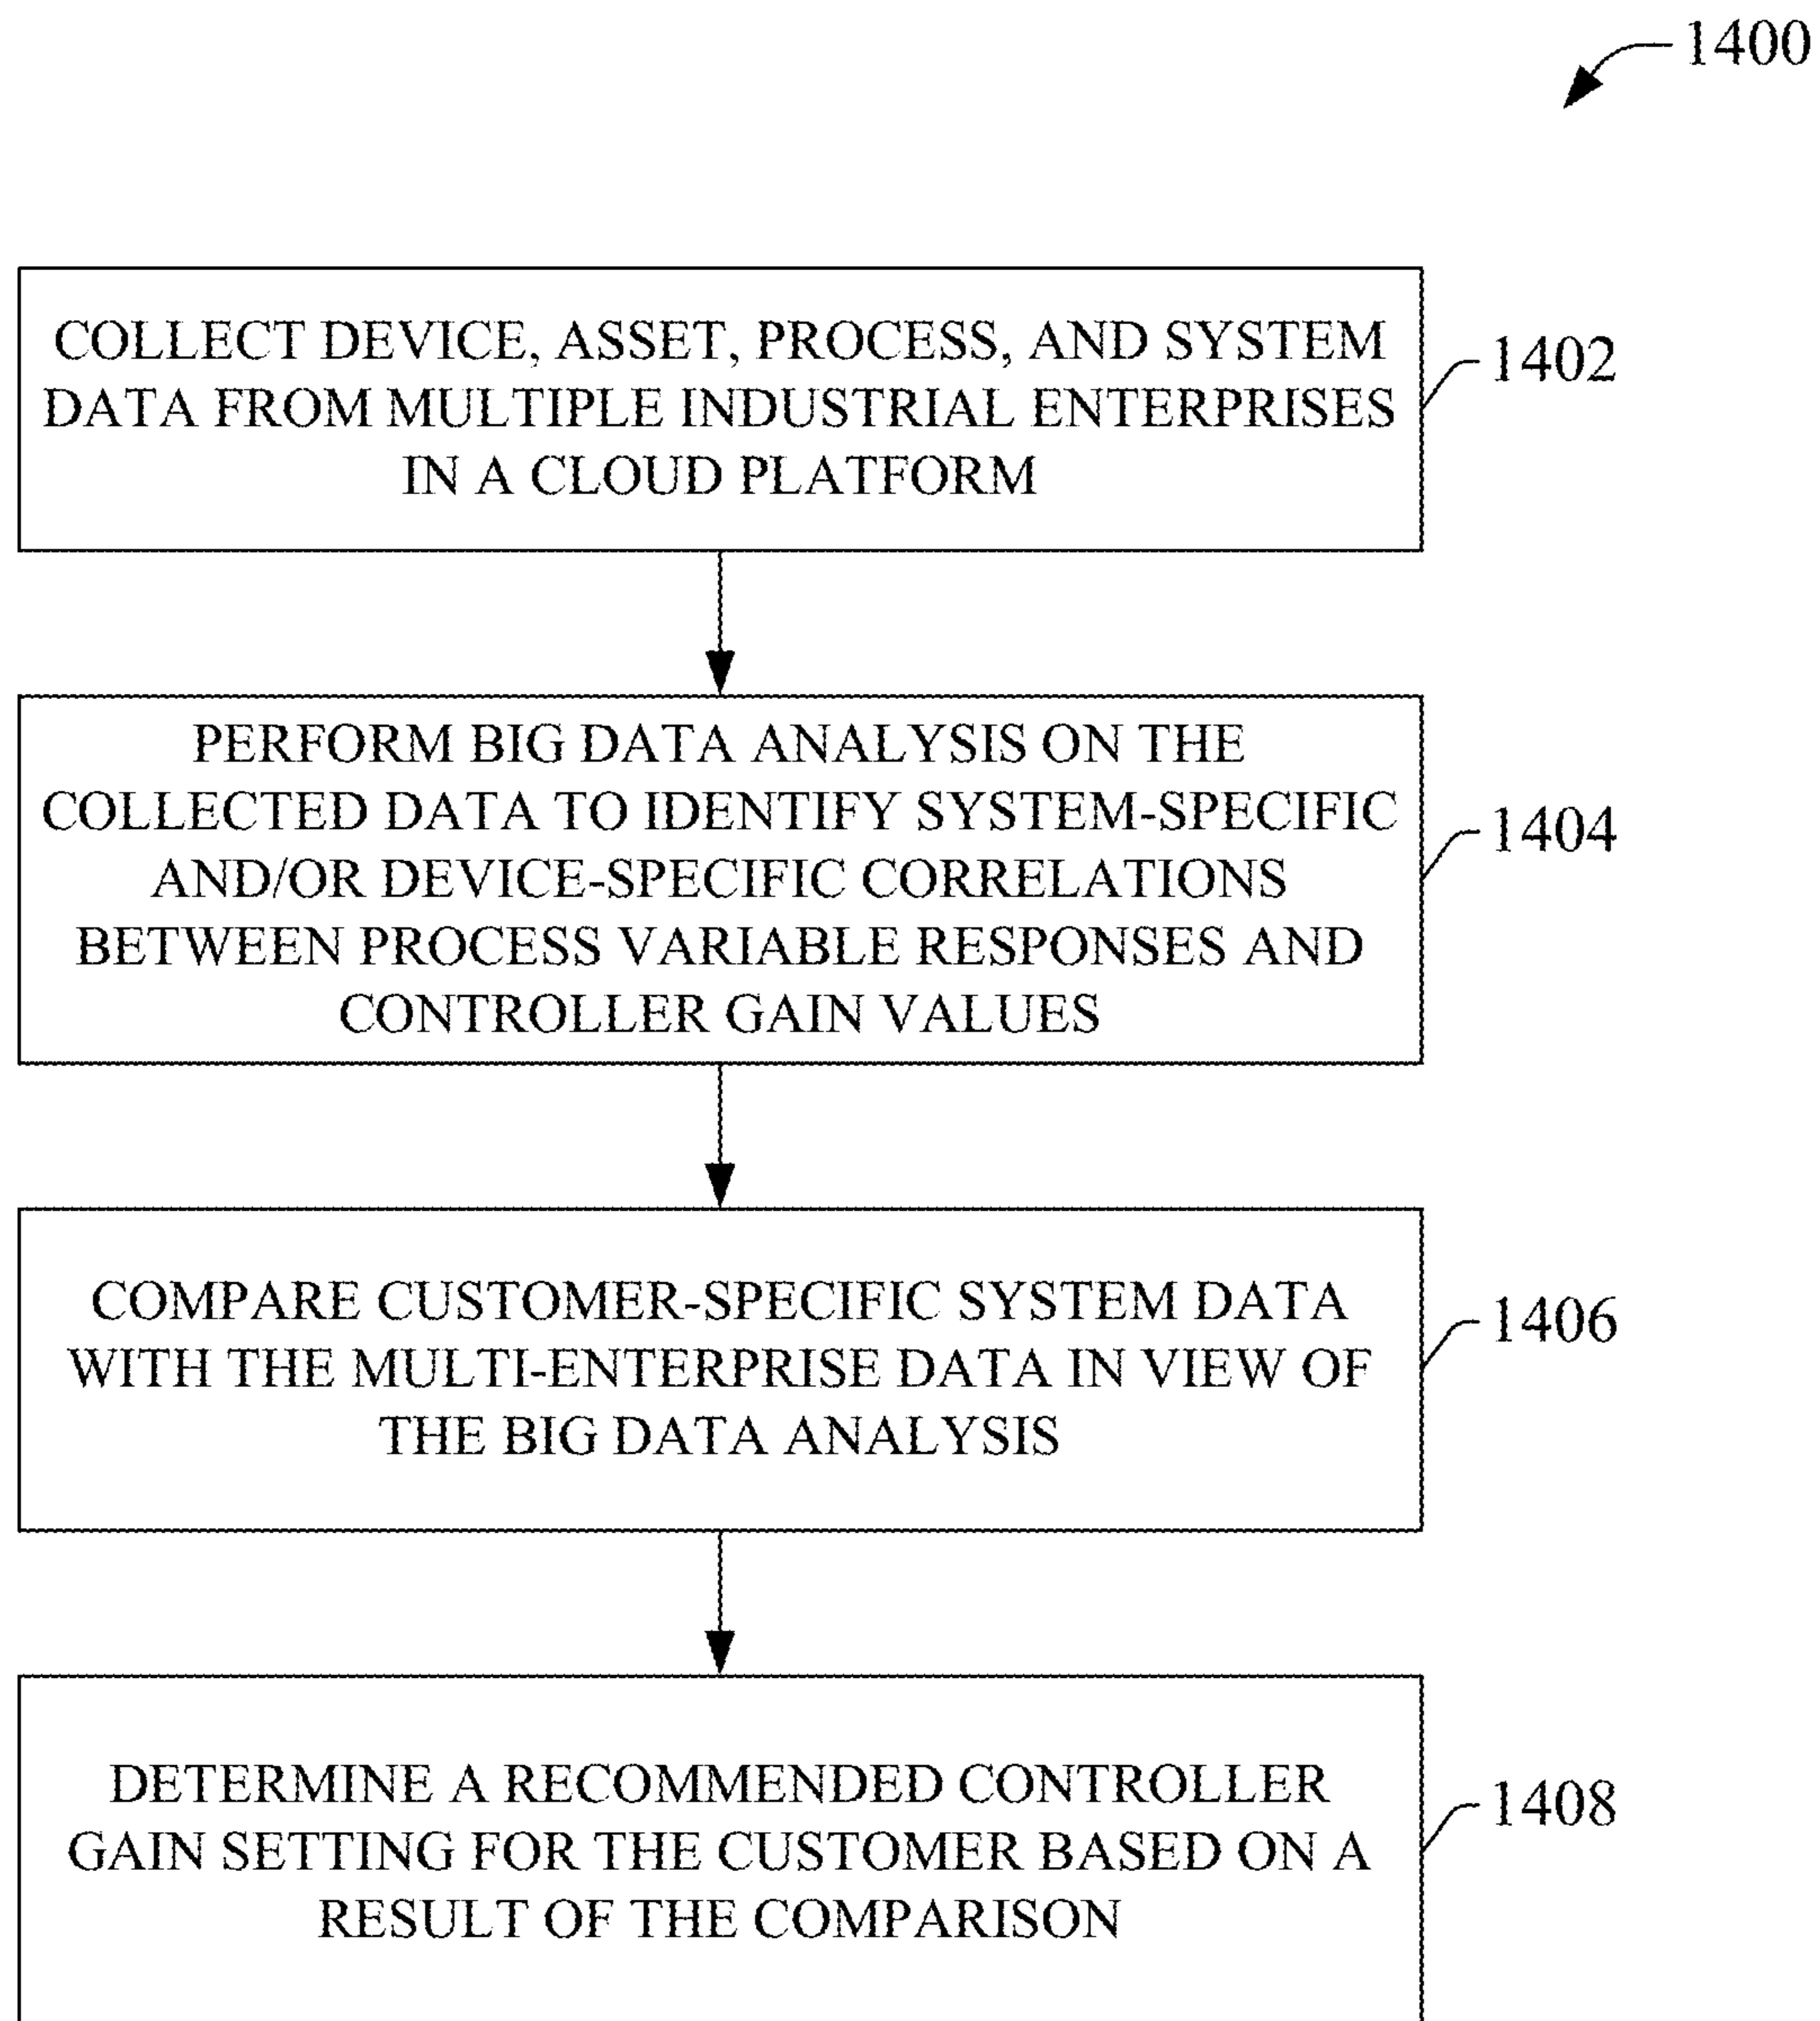 1400
COLLECT DEVICE, ASSET, PROCESS, AND SYSTEM
DATA FROM MULTIPLE INDUSTRIAL ENTERPRISES
IN A CLOUD PLATFORM
1402
PERFORM BIG DATA ANALYSIS ON THE
COLLECTED DATA TO IDENTIFY SYSTEM-SPECIFIC
AND/OR DEVICE-SPECIFIC CORRELATIONS
BETWEEN PROCESS VARIABLE RESPONSES AND
CONTROLLER GAIN VALUES
1404
COMPARE CUSTOMER-SPECIFIC SYSTEM DATA
WITH THE MULTI-ENTERPRISE DATA IN VIEW OF
THE BIG DATA ANALYSIS
1406
DETERMINE A RECOMMENDED CONTROLLER
GAIN SETTING FOR THE CUSTOMER BASED ON A
RESULT OF THE COMPARISON
1408